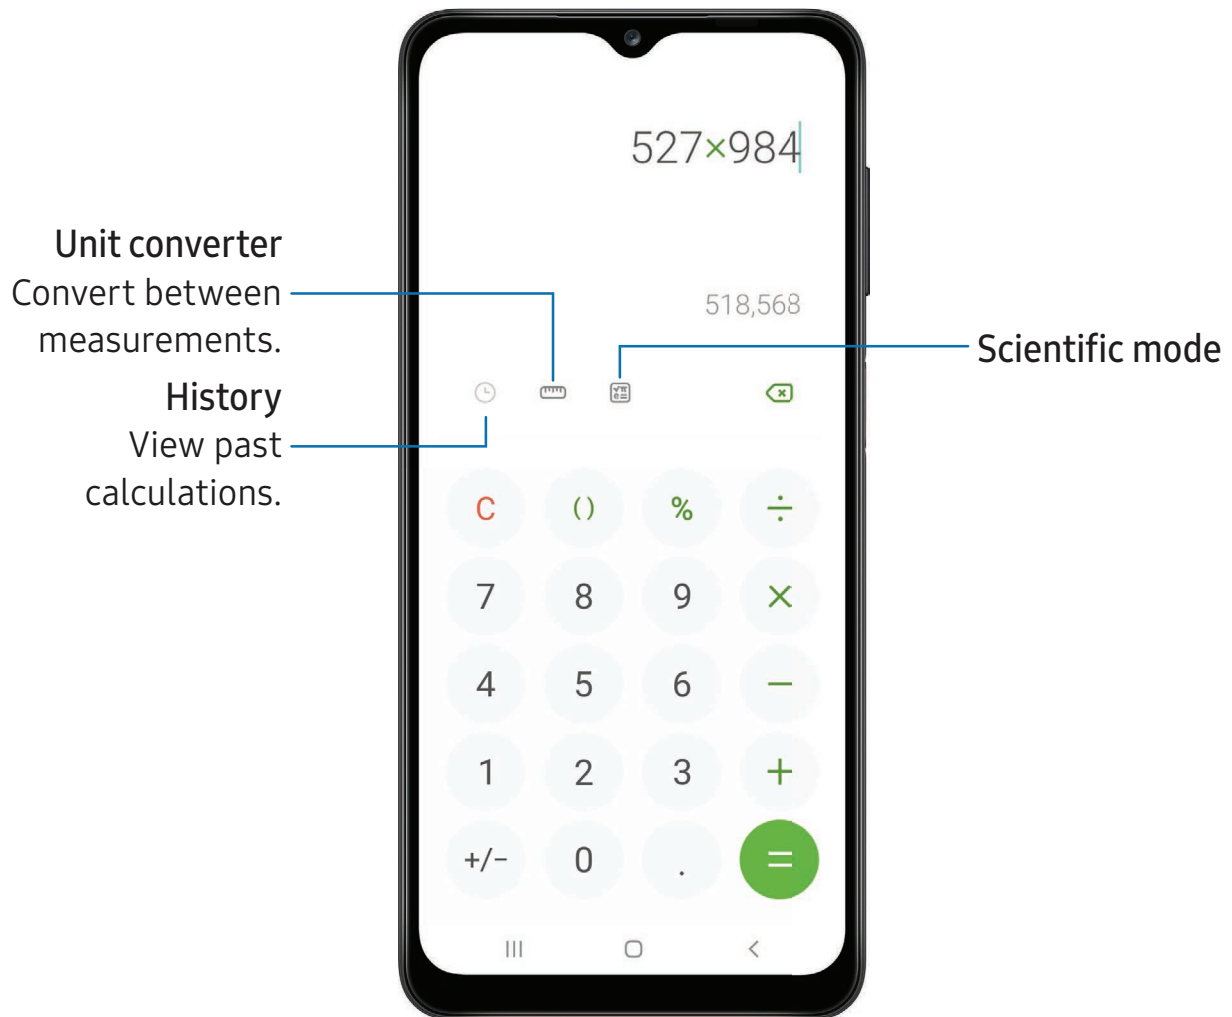 527×984
518,568
Unit converter
Convert between
measurements.
History
View past
calculations.
Scientific mode
√π
e=
C
( )
%
÷
7
8
9
×
4
5
6
−
1
2
3
+
+/−
0
.
=